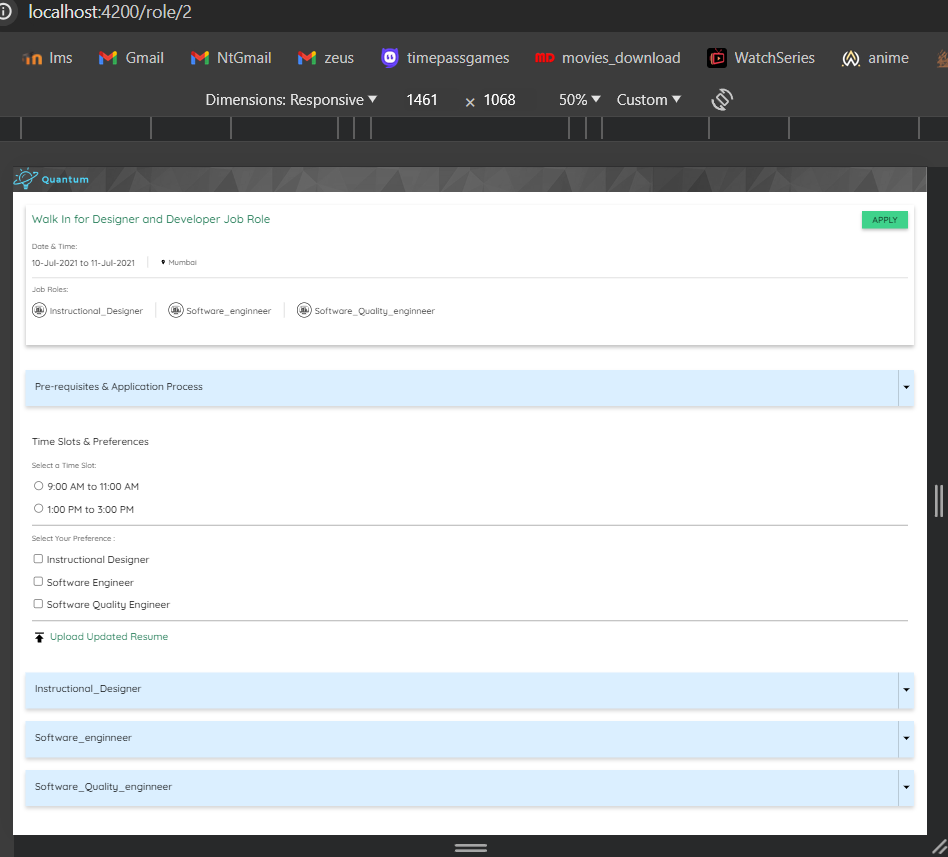 localhost:4200/role/2
lms Gmail NtGmail zeus timepassgames MD movies_download WatchSeries anime
Dimensions: Responsive 1461 × 1068 50% Custom
Quantum
Walk In for Designer and Developer Job Role APPLY
Date & Time:
10-Jul-2021 to 11-Jul-2021 Mumbai
Job Roles:
Instructional_Designer Software_enginneer Software_Quality_enginneer
Pre-requisites & Application Process
Time Slots & Preferences
Select a Time Slot:
9:00 AM to 11:00 AM
1:00 PM to 3:00 PM
Select Your Preference :
Instructional Designer
Software Engineer
Software Quality Engineer
Upload Updated Resume
Instructional_Designer
Software_enginneer
Software_Quality_enginneer